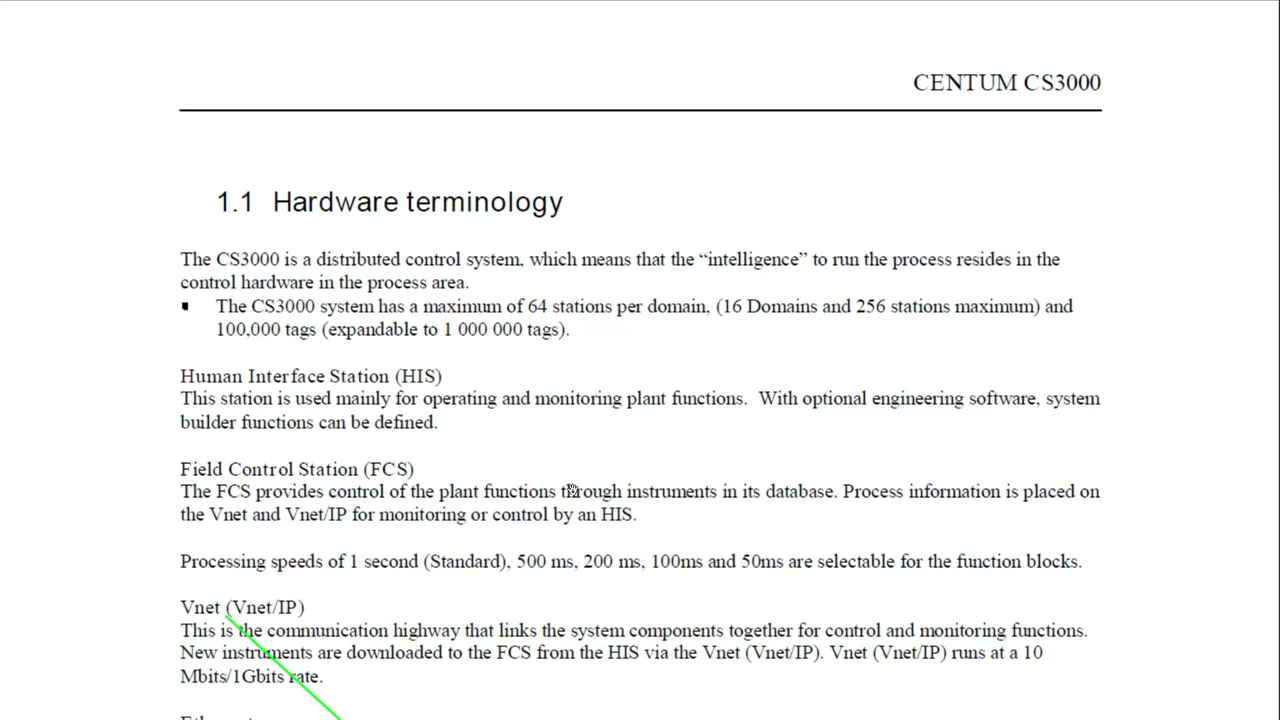 CENTUM CS3000
1.1 Hardware terminology
The CS3000 is a distributed control system, which means that the “intelligence” to run the process resides in the
control hardware in the process area.
▪ The CS3000 system has a maximum of 64 stations per domain, (16 Domains and 256 stations maximum) and
100,000 tags (expandable to 1 000 000 tags).
Human Interface Station (HIS)
This station is used mainly for operating and monitoring plant functions. With optional engineering software, system
builder functions can be defined.
Field Control Station (FCS)
The FCS provides control of the plant functions through instruments in its database. Process information is placed on
the Vnet and Vnet/IP for monitoring or control by an HIS.
Processing speeds of 1 second (Standard), 500 ms, 200 ms, 100ms and 50ms are selectable for the function blocks.
Vnet (Vnet/IP)
This is the communication highway that links the system components together for control and monitoring functions.
New instruments are downloaded to the FCS from the HIS via the Vnet (Vnet/IP). Vnet (Vnet/IP) runs at a 10
Mbits/1Gbits rate.